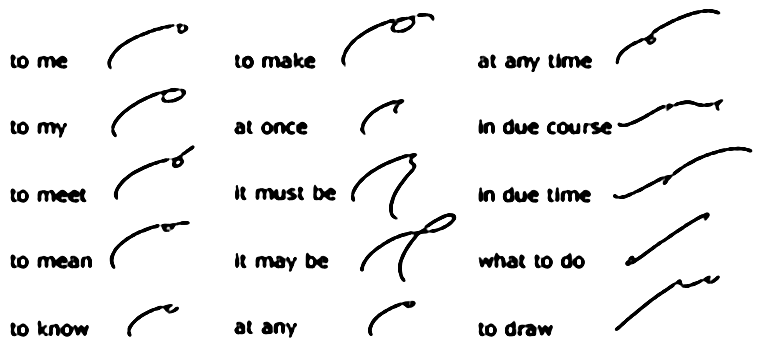 to me to make at any time
to my at once in due course
to meet it must be in due time
to mean it may be what to do
to know at any to draw